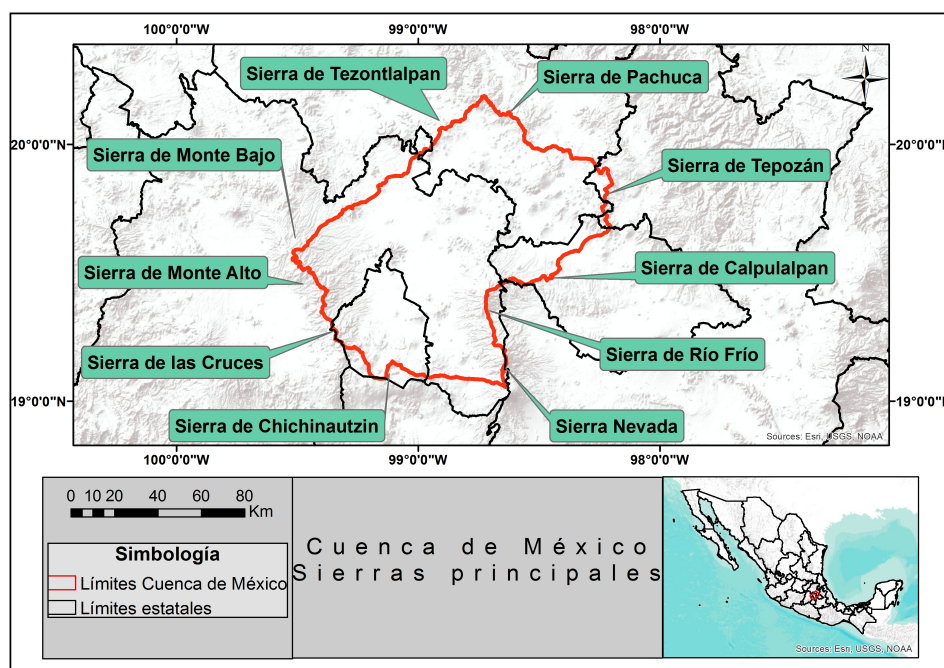 100°0'0"W 99°0'0"W 98°0'0"W
N
Sierra de Tezontlalpan
Sierra de Pachuca
20°0'0"N 20°0'0"N
Sierra de Monte Bajo
Sierra de Tepozán
Sierra de Monte Alto
Sierra de Calpulalpan
Sierra de las Cruces
Sierra de Río Frío
19°0'0"N 19°0'0"N
Sierra de Chichinautzin
Sierra Nevada
Sources: Esri, USGS, NOAA
100°0'0"W 99°0'0"W 98°0'0"W
0 10 20 40 60 80
Km
Simbología
Límites Cuenca de México
Límites estatales
Cuenca de México
Sierras principales
Sources: Esri, USGS, NOAA